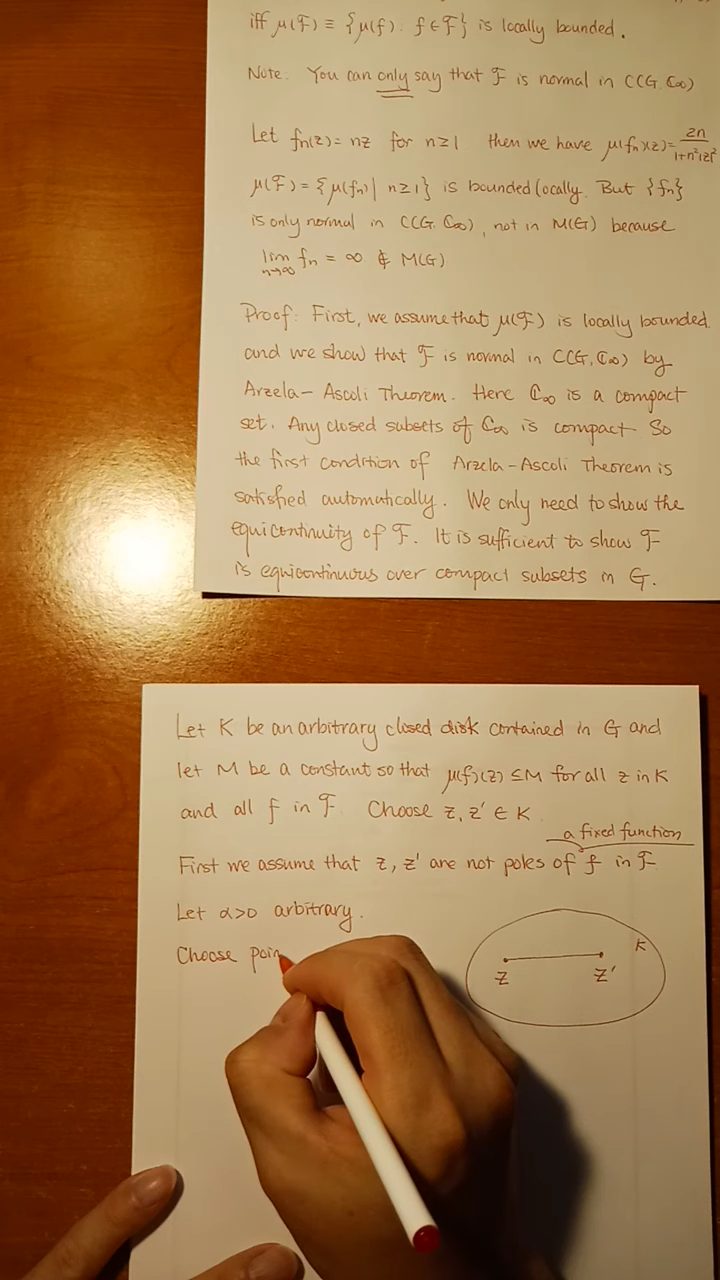 iff μ(ℱ) ≡ {μ(f) : f ∈ ℱ} is locally bounded.
Note: You can only say that ℱ is normal in C(G, ℂ∞)
Let fₙ(z) = nz for n ≥ 1 then we have μ(fₙ)(z) = 2n/1+n²|z|²
μ(ℱ) = {μ(fₙ) | n ≥ 1} is bounded locally. But {fₙ}
is only normal in C(G, ℂ∞), not in M(G) because
lim n→∞ fₙ = ∞ ∉ M(G)
Proof: First, we assume that μ(ℱ) is locally bounded.
and we show that ℱ is normal in C(G, ℂ∞) by
Arzela-Ascoli Theorem. Here ℂ∞ is a compact
set. Any closed subsets of ℂ∞ is compact So
the first condition of Arzela-Ascoli Theorem is
satisfied automatically. We only need to show the
equicontinuity of ℱ. It is sufficient to show ℱ
is equicontinuous over compact subsets in G.
Let K be an arbitrary closed disk contained in G and
let M be a constant so that μ(f)(z) ≤ M for all z in K
and all f in ℱ. Choose z, z' ∈ K.
a fixed function
First we assume that z, z' are not poles of f in ℱ
Let α>0 arbitrary.
Choose poin
K
z z'